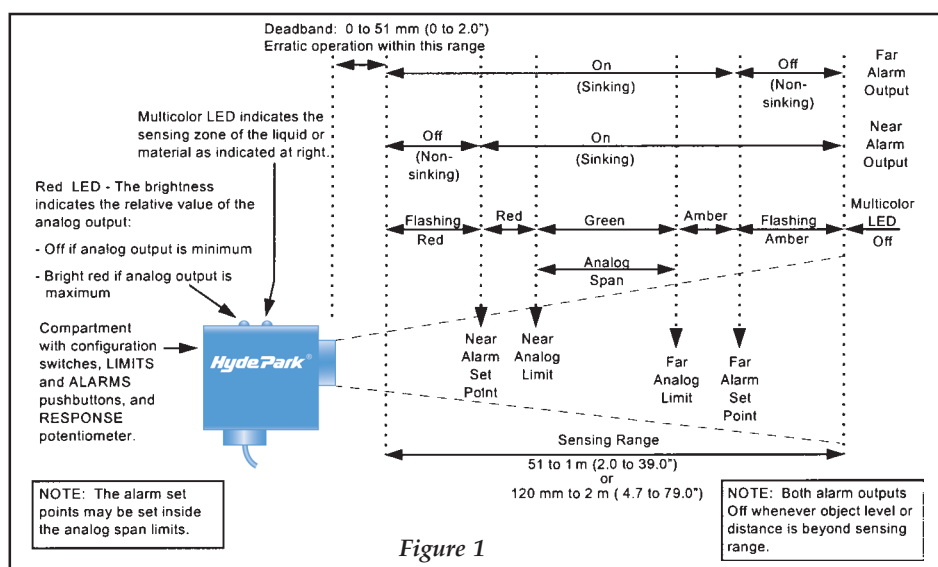 Deadband: 0 to 51 mm (0 to 2.0")
Erratic operation within this range
On
(Sinking)
Off
(Non-
sinking)
Far
Alarm
Output
Multicolor LED indicates the
sensing zone of the liquid or
material as indicated at right.
Off
(Non-
sinking)
On
(Sinking)
Near
Alarm
Output
Red LED - The brightness
indicates the relative value of the
analog output:
- Off if analog output is minimum
- Bright red if analog output is
maximum
Flashing
Red
Red
Green
Amber
Flashing
Amber
Multicolor
LED
Off
Analog
Span
Compartment
with configuration
switches, LIMITS
and ALARMS
pushbuttons, and
RESPONSE
potentiometer.
HydePark®
Near
Alarm
Set
Point
Near
Analog
Limit
Far
Analog
Limit
Far
Alarm
Set
Point
Sensing Range
51 to 1 m (2.0 to 39.0")
or
120 mm to 2 m ( 4.7 to 79.0")
NOTE: The alarm set
points may be set inside
the analog span limits.
NOTE: Both alarm outputs
Off whenever object level or
distance is beyond sensing
range.
Figure 1